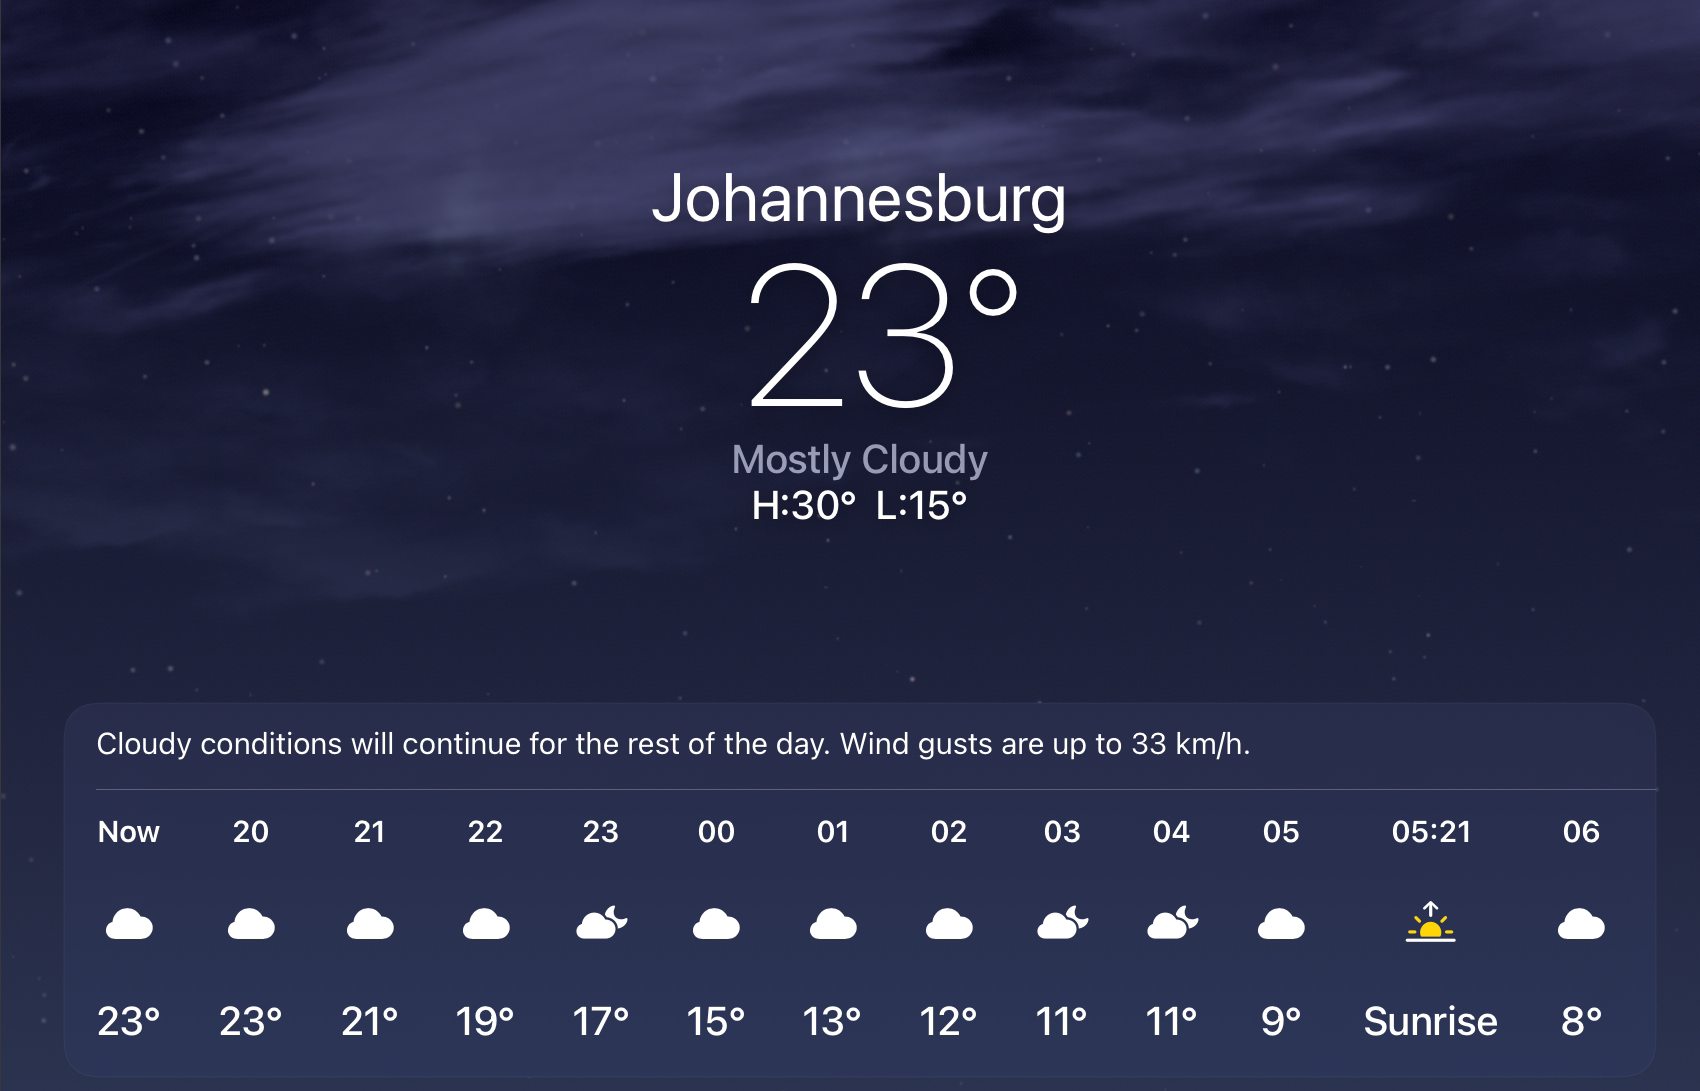 Johannesburg
23°
Mostly Cloudy
H:30° L:15°
Cloudy conditions will continue for the rest of the day. Wind gusts are up to 33 km/h.
Now 20 21 22 23 00 01 02 03 04 05 05:21 06
23° 23° 21° 19° 17° 15° 13° 12° 11° 11° 9° Sunrise 8°